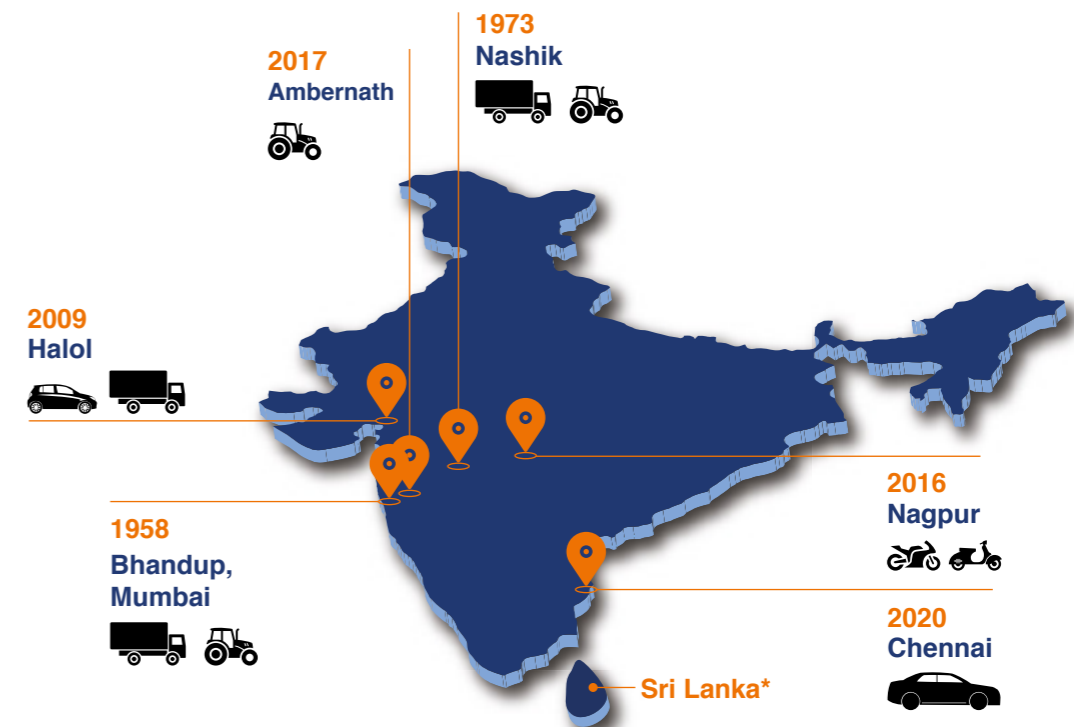 1973
Nashik
2017
Ambernath
2009
Halol
1958
Bhandup,
Mumbai
2016
Nagpur
2020
Chennai
Sri Lanka*